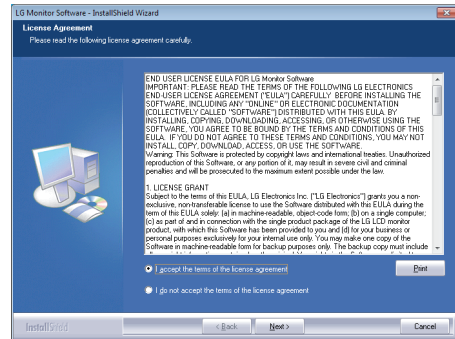 LG Monitor Software - InstallShield Wizard
License Agreement
Please read the following license agreement carefully.
END USER LICENSE EULA FOR LG Monitor Software
IMPORTANT: PLEASE READ THE TERMS OF THE FOLLOWING LG ELECTRONICS
END-USER LICENSE AGREEMENT ("EULA") CAREFULLY BEFORE INSTALLING THE
SOFTWARE, INCLUDING ANY "ONLINE" OR ELECTRONIC DOCUMENTATION
(COLLECTIVELY CALLED "SOFTWARE") DISTRIBUTED WITH THIS EULA. BY
INSTALLING, COPYING, DOWNLOADING, ACCESSING, OR OTHERWISE USING THE
SOFTWARE, YOU AGREE TO BE BOUND BY THE TERMS AND CONDITIONS OF THIS
EULA. IF YOU DO NOT AGREE TO THESE TERMS AND CONDITIONS, YOU MAY NOT
INSTALL, COPY, DOWNLOAD, ACCESS, OR USE THE SOFTWARE.
Warning: This Software is protected by copyright laws and international treaties. Unauthorized
reproduction of this Software, or any portion of it, may result in severe civil and criminal
penalties and will be prosecuted to the maximum extent possible under the law.
1. LICENSE GRANT
Subject to the terms of this EULA, LG Electronics Inc. ("LG Electronics") grants you a non-
exclusive, non-transferable license to use the Software distributed with this EULA during the
term of this EULA solely: (a) in machine-readable, object-code form; (b) on a single computer;
(c) as part of and in connection with the single product package of the LG LCD monitor
product, with which this Software has been provided to you and (d) for your business or
personal purposes exclusively for your internal use only. You may make one copy of the
Software in machine-readable form for backup purposes only. The backup copy must include
I accept the terms of the license agreement
Print
I do not accept the terms of the license agreement
InstallShield
< Back
Next >
Cancel